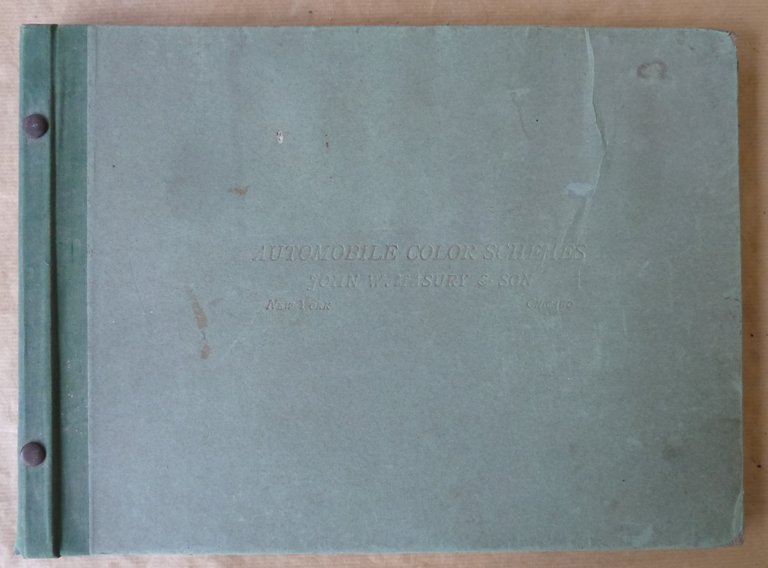 AUTOMOBILE COLOR SCHEMES
JOHN W. MASURY & SON
NEW YORK CHICAGO